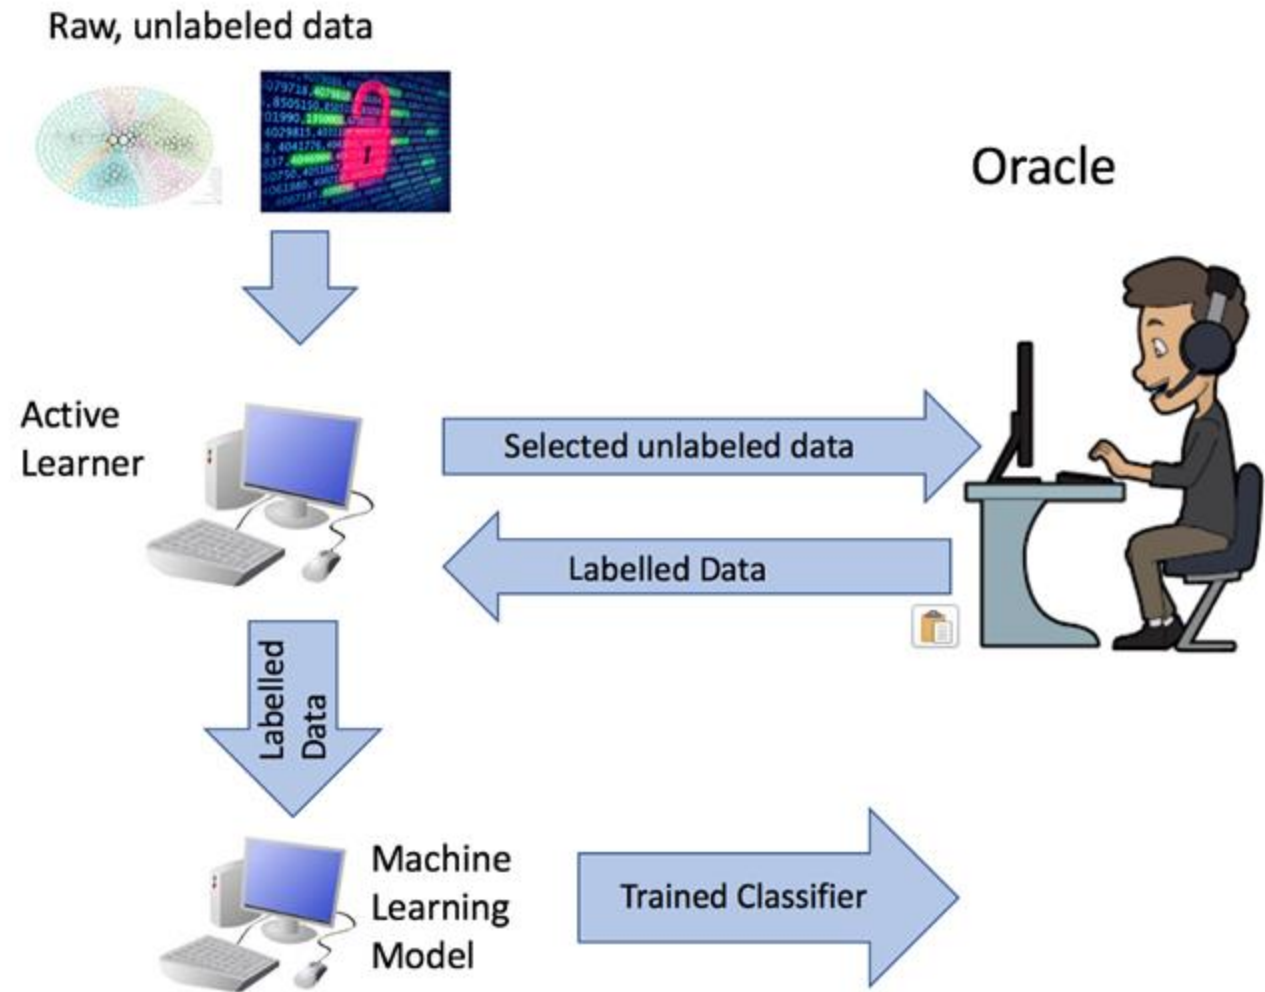 Raw, unlabeled data
Oracle
Active
Learner
Selected unlabeled data
Labelled Data
Labelled
Data
Machine
Learning
Model
Trained Classifier